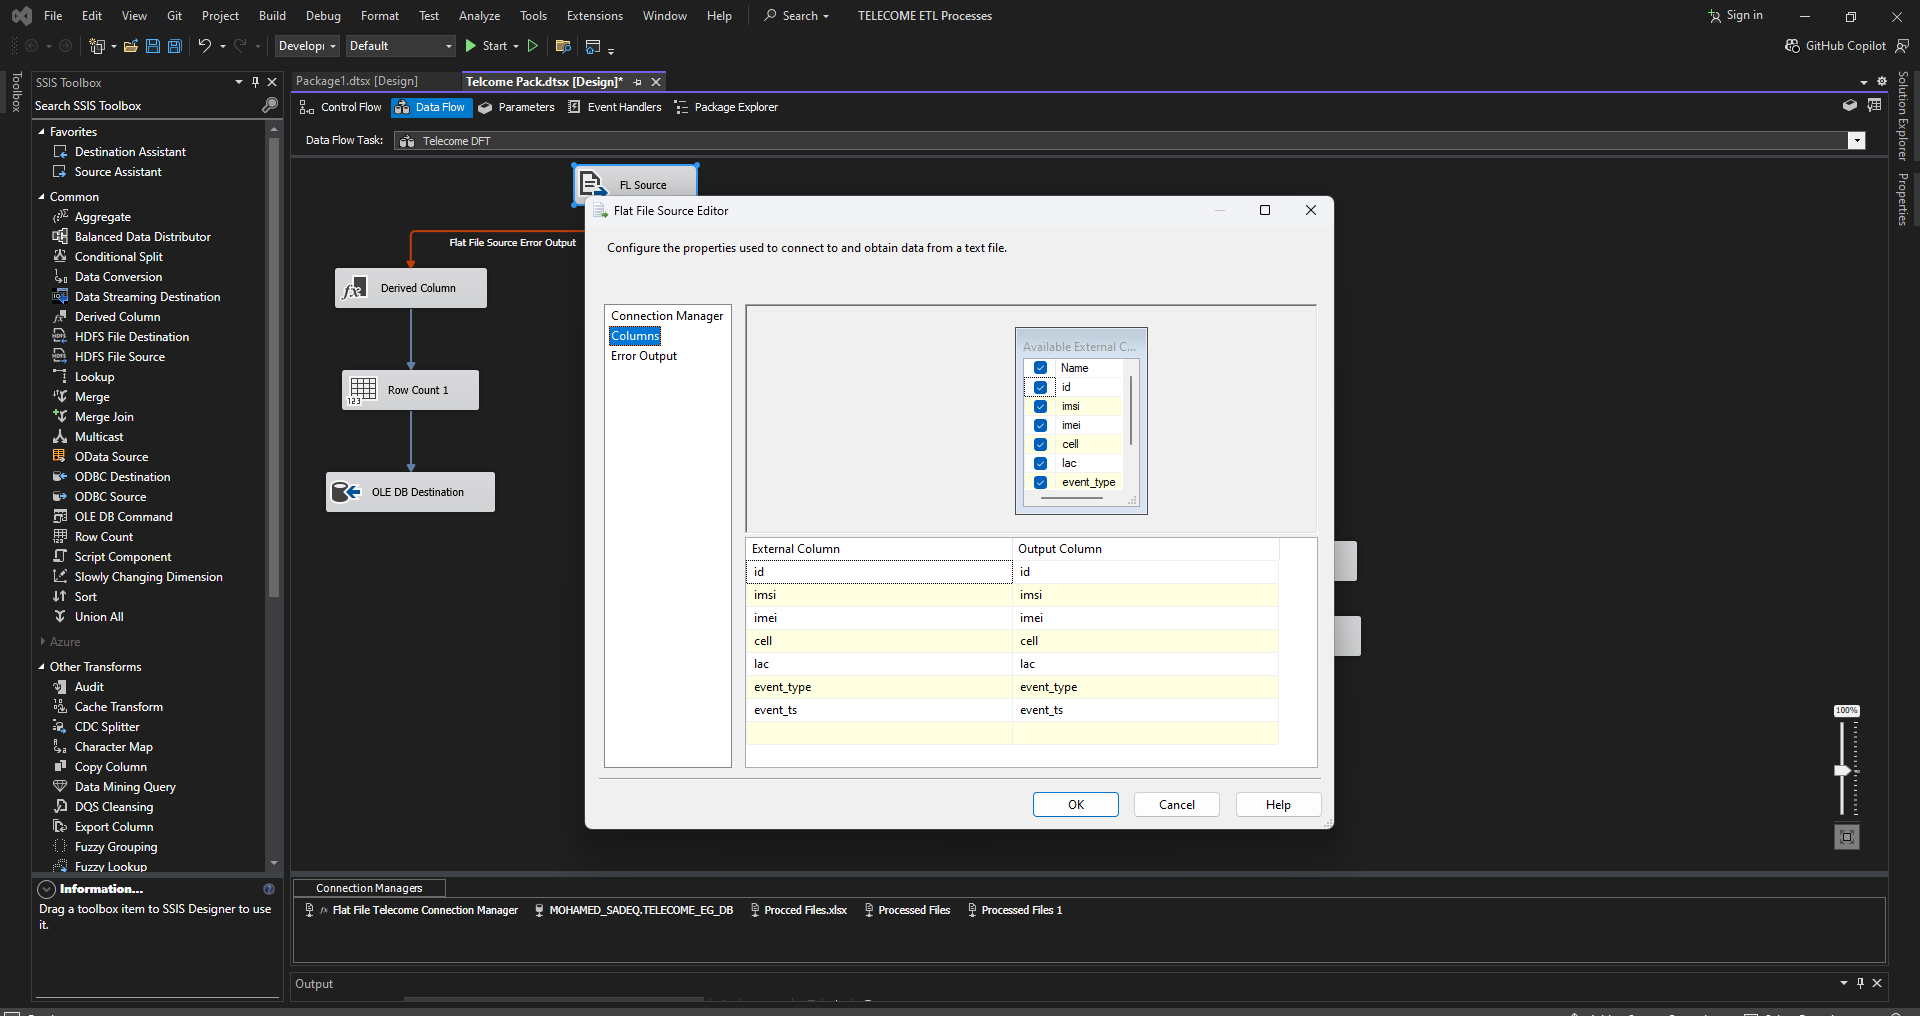 File Edit View Git Project Build Debug Format Test Analyze Tools Extensions Window Help Search TELECOME ETL Processes Sign in
Developi Default Start GitHub Copilot
Toolbox
SSIS Toolbox
Search SSIS Toolbox
Favorites
Destination Assistant
Source Assistant
Common
Aggregate
Balanced Data Distributor
Conditional Split
Data Conversion
Data Streaming Destination
Derived Column
HDFS File Destination
HDFS File Source
Lookup
Merge
Merge Join
Multicast
OData Source
ODBC Destination
ODBC Source
OLE DB Command
Row Count
Script Component
Slowly Changing Dimension
Sort
Union All
Azure
Other Transforms
Audit
Cache Transform
CDC Splitter
Character Map
Copy Column
Data Mining Query
DQS Cleansing
Export Column
Fuzzy Grouping
Fuzzy Lookup
Information...
Drag a toolbox item to SSIS Designer to use
it.
Package1.dtsx [Design] Telcome Pack.dtsx [Design]*
Control Flow Data Flow Parameters Event Handlers Package Explorer
Data Flow Task: Telecome DFT
FL Source
Flat File Source Error Output
Derived Column
Row Count 1
123
OLE DB Destination
Flat File Source Editor
Configure the properties used to connect to and obtain data from a text file.
Connection Manager
Columns
Error Output
Available External C...
Name
id
imsi
imei
cell
lac
event_type
External Column Output Column
id id
imsi imsi
imei imei
cell cell
lac lac
event_type event_type
event_ts event_ts
OK Cancel Help
100%
Connection Managers
Flat File Telecome Connection Manager MOHAMED_SADEQ.TELECOME_EG_DB Procced Files.xlsx Processed Files Processed Files 1
Output
Solution Explorer
Properties